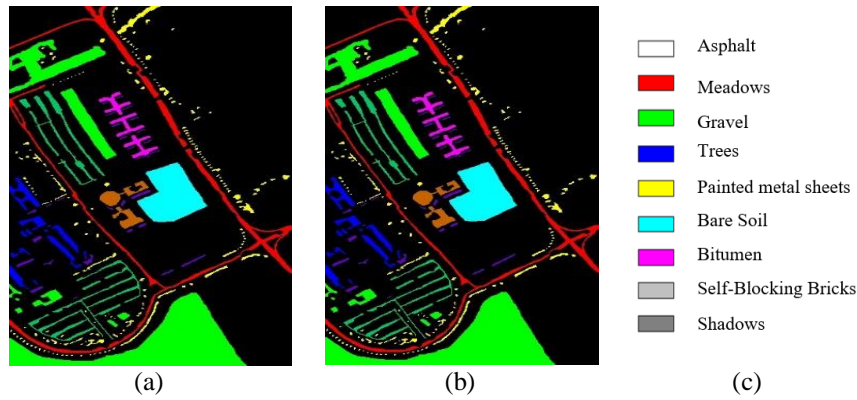 Asphalt
Meadows
Gravel
Trees
Painted metal sheets
Bare Soil
Bitumen
Self-Blocking Bricks
Shadows
(a)
(b)
(c)